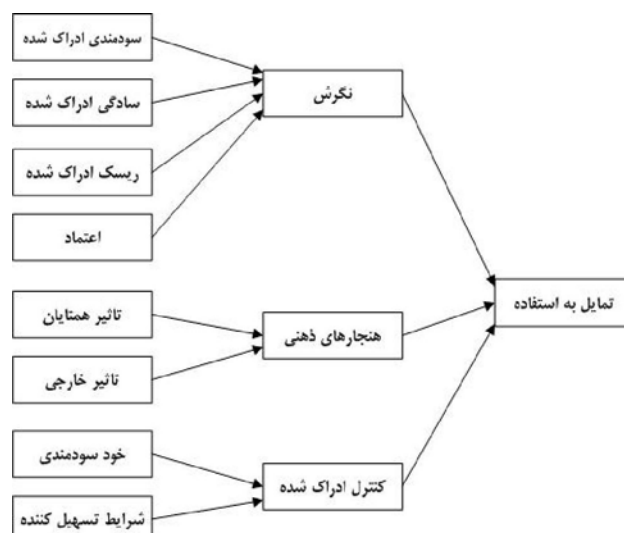 سودمندی ادراک شده
سادگی ادراک شده
ریسک ادراک شده
اعتماد
نگرش
تاثیر همتایان
تاثیر خارجی
هنجارهای ذهنی
خود سودمندی
شرایط تسهیل کننده
کنترل ادراک شده
تمایل به استفاده